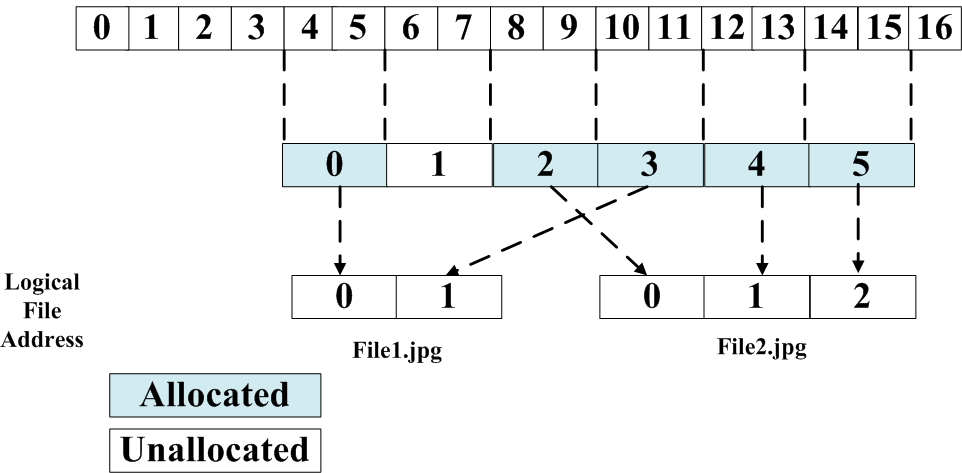 0 1 2 3 4 5 6 7 8 9 10 11 12 13 14 15 16
0 1 2 3 4 5
0 1 0 1 2
Logical
File
Address
File1.jpg File2.jpg
Allocated
Unallocated